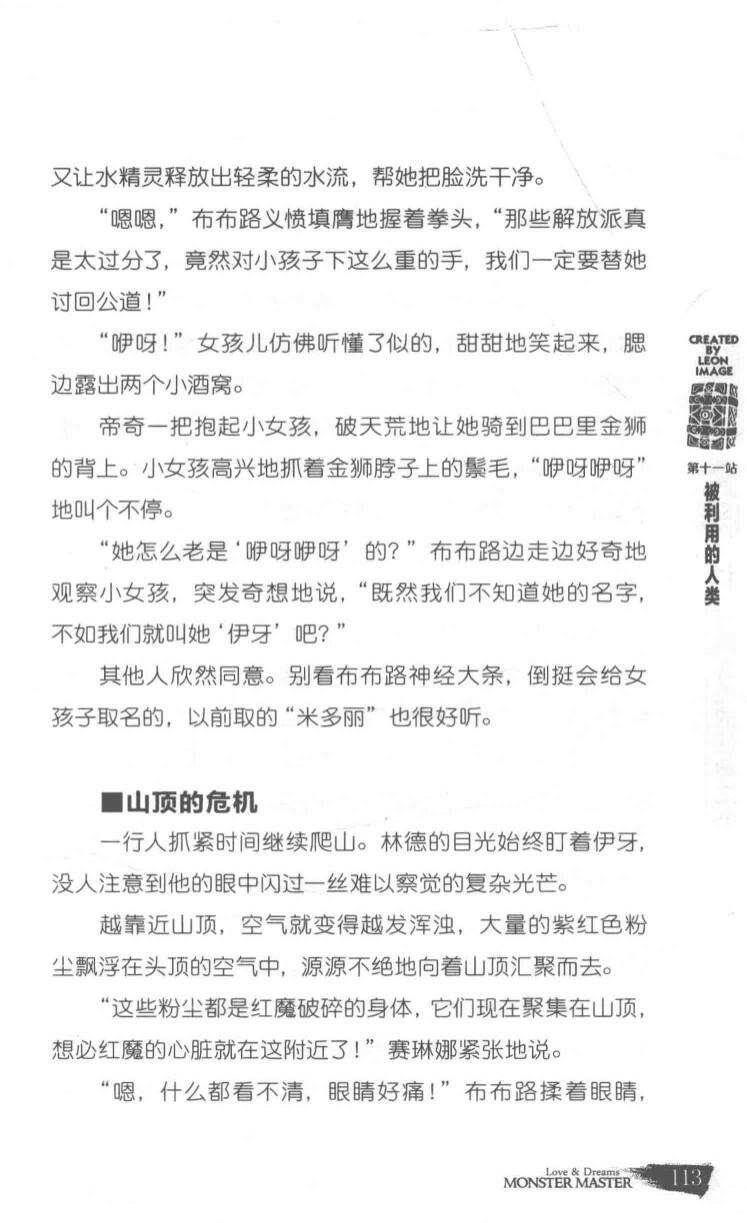 又让水精灵释放出轻柔的水流，帮她把脸洗干净。
“嗯嗯，”布布路义愤填膺地握着拳头，“那些解放派真
是太过分了，竟然对小孩子下这么重的手，我们一定要替她
讨回公道！”
“咿呀！”女孩儿仿佛听懂了似的，甜甜地笑起来，腮
边露出两个小酒窝。
帝奇一把抱起小女孩，破天荒地让她骑到巴巴里金狮
的背上。小女孩高兴地抓着金狮脖子上的鬃毛，“咿呀咿呀”
地叫个不停。
“她怎么老是‘咿呀咿呀’的？”布布路边走边好奇地
观察小女孩，突发奇想地说，“既然我们不知道她的名字，
不如我们就叫她‘伊牙’吧？”
其他人欣然同意。别看布布路神经大条，倒挺会给女
孩子取名的，以前取的“米多丽”也很好听。
■山顶的危机
一行人抓紧时间继续爬山。林德的目光始终盯着伊牙，
没人注意到他的眼中闪过一丝难以察觉的复杂光芒。
越靠近山顶，空气就变得越发浑浊，大量的紫红色粉
尘飘浮在头顶的空气中，源源不绝地向着山顶汇聚而去。
“这些粉尘都是红魔破碎的身体，它们现在聚集在山顶，
想必红魔的心脏就在这附近了！”赛琳娜紧张地说。
“嗯，什么都看不清，眼睛好痛！”布布路揉着眼睛，
CREATED
BY
LEON
IMAGE
第十一站
被利用的人类
Love & Dreams
MONSTER MASTER
113